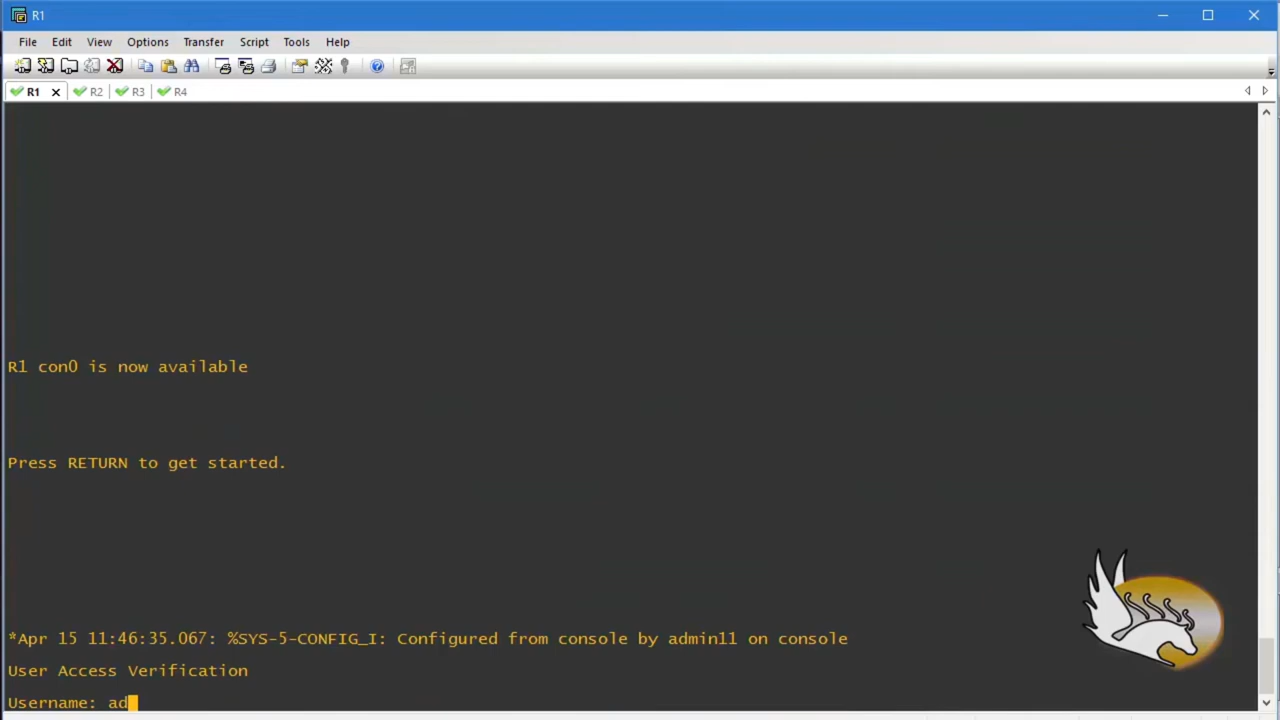 R1
File Edit View Options Transfer Script Tools Help
R1 R2 R3 R4
R1 con0 is now available
Press RETURN to get started.
*Apr 15 11:46:35.067: %SYS-5-CONFIG_I: Configured from console by admin11 on console
User Access Verification
Username: ad